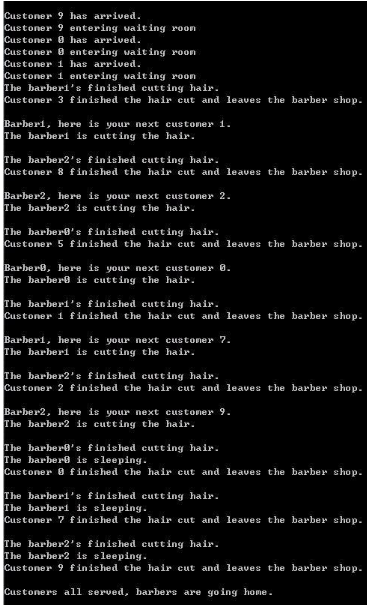 Customer 9 has arrived.
Customer 9 entering waiting room
Customer 0 has arrived.
Customer 0 entering waiting room
Customer 1 has arrived.
Customer 1 entering waiting room
The barber1's finished cutting hair.
Customer 3 finished the hair cut and leaves the barber shop.
Barber1, here is your next customer 1.
The barber1 is cutting the hair.
The barber2's finished cutting hair.
Customer 8 finished the hair cut and leaves the barber shop.
Barber2, here is your next customer 2.
The barber2 is cutting the hair.
The barber0's finished cutting hair.
Customer 5 finished the hair cut and leaves the barber shop.
Barber0, here is your next customer 0.
The barber0 is cutting the hair.
The barber1's finished cutting hair.
Customer 1 finished the hair cut and leaves the barber shop.
Barber1, here is your next customer 7.
The barber1 is cutting the hair.
The barber2's finished cutting hair.
Customer 2 finished the hair cut and leaves the barber shop.
Barber2, here is your next customer 9.
The barber2 is cutting the hair.
The barber0's finished cutting hair.
The barber0 is sleeping.
Customer 0 finished the hair cut and leaves the barber shop.
The barber1's finished cutting hair.
The barber1 is sleeping.
Customer 7 finished the hair cut and leaves the barber shop.
The barber2's finished cutting hair.
The barber2 is sleeping.
Customer 9 finished the hair cut and leaves the barber shop.
Customers all served, barbers are going home.